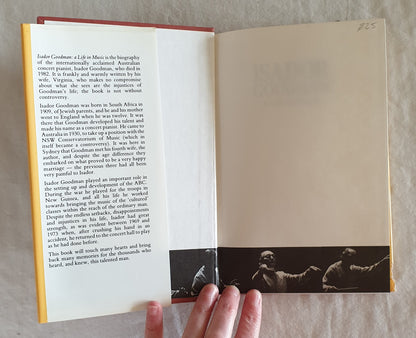 Isador Goodman: a Life in Music is the biography
of the internationally acclaimed Australian
concert pianist, Isador Goodman, who died in
1982. It is frankly and warmly written by his
wife, Virginia, who makes no compromise
about what she sees are the injustices of
Goodman's life; the book is not without
controversy.
Isador Goodman was born in South Africa in
1909, of Jewish parents, and he and his mother
went to England when he was twelve. It was
there that Goodman developed his talent and
made his name as a concert pianist. He came to
Australia in 1930, to take up a position with the
NSW Conservatorium of Music (which in
itself became a controversy). It was here in
Sydney that Goodman met his fourth wife, the
author, and despite the age difference they
embarked on what proved to be a very happy
marriage — the previous three had all been
very painful to Isador.
Isador Goodman played an important role in
the setting up and development of the ABC.
During the war he played for the troops in
New Guinea, and all his life he worked
towards bringing the music of the 'cultured'
classes within the reach of the ordinary man.
Despite the endless setbacks, disappointments
and injustices in his life, Isador had great
strength, as was evident between 1969 and
1973 when, after crushing his hand in an
accident, he returned to the concert hall to play
as he had done before.
This book will touch many hearts and bring
back many memories for the thousands who
heard, and knew, this talented man.